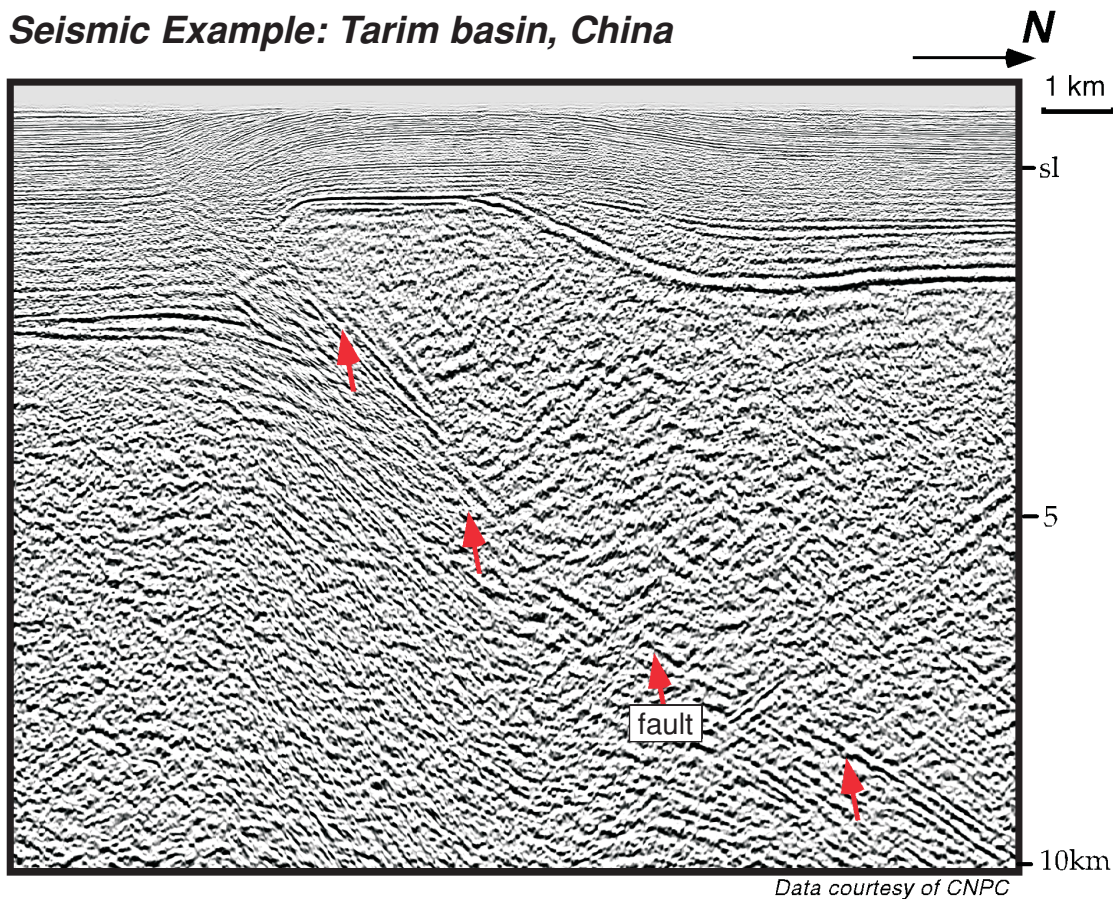 Seismic Example: Tarim basin, China
N
1 km
sl
5
fault
10km
Data courtesy of CNPC